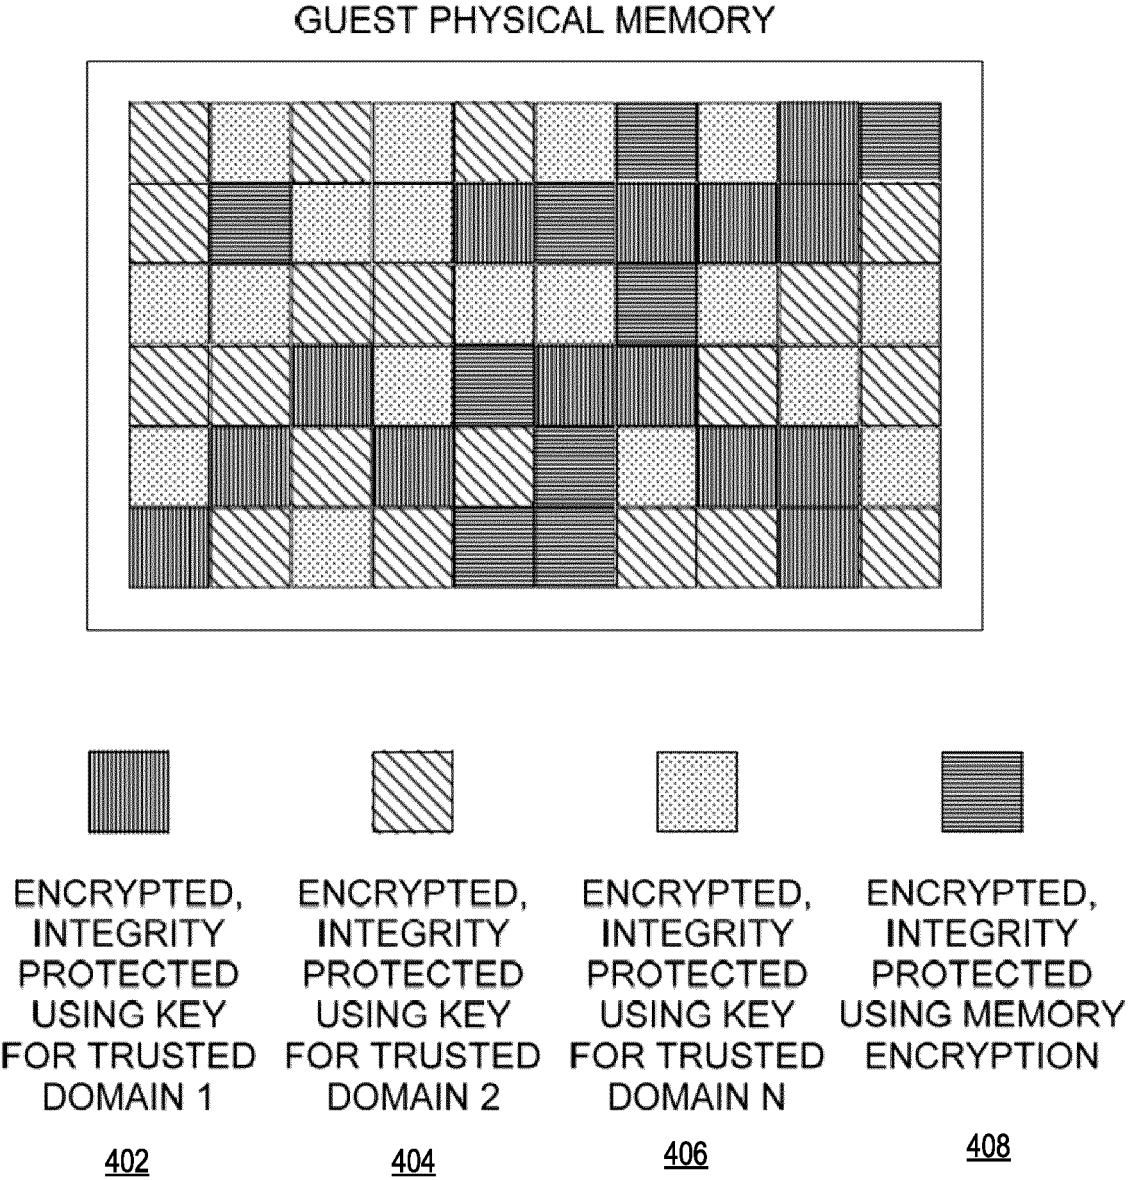 GUEST PHYSICAL MEMORY
ENCRYPTED,
INTEGRITY
PROTECTED
USING KEY
FOR TRUSTED
DOMAIN 1
402
ENCRYPTED,
INTEGRITY
PROTECTED
USING KEY
FOR TRUSTED
DOMAIN 2
404
ENCRYPTED,
INTEGRITY
PROTECTED
USING KEY
FOR TRUSTED
DOMAIN N
406
ENCRYPTED,
INTEGRITY
PROTECTED
USING MEMORY
ENCRYPTION
408